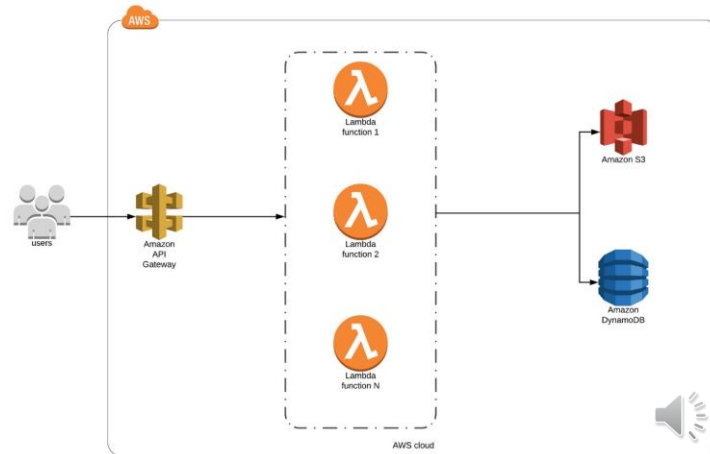 AWS
Lambda
function 1
Amazon S3
users
Amazon
API
Gateway
Lambda
function 2
Amazon
DynamoDB
Lambda
function N
AWS cloud